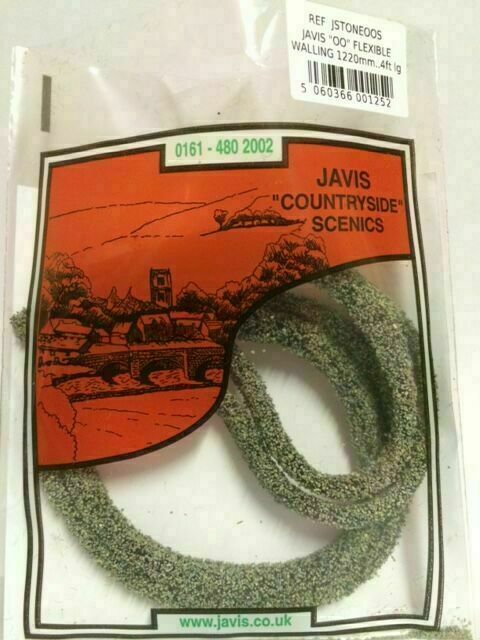 REF JSTONEOOS
JAVIS "OO" FLEXIBLE
WALLING 1220mm..4ft lg
5 060366 001252
0161 - 480 2002
JAVIS
"COUNTRYSIDE"
SCENICS
www.javis.co.uk